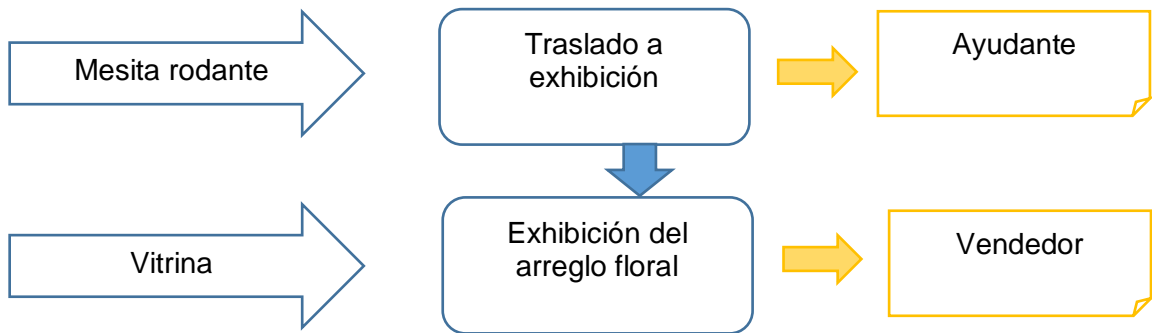 Mesita rodante
Traslado a
exhibición
Ayudante
Vitrina
Exhibición del
arreglo floral
Vendedor